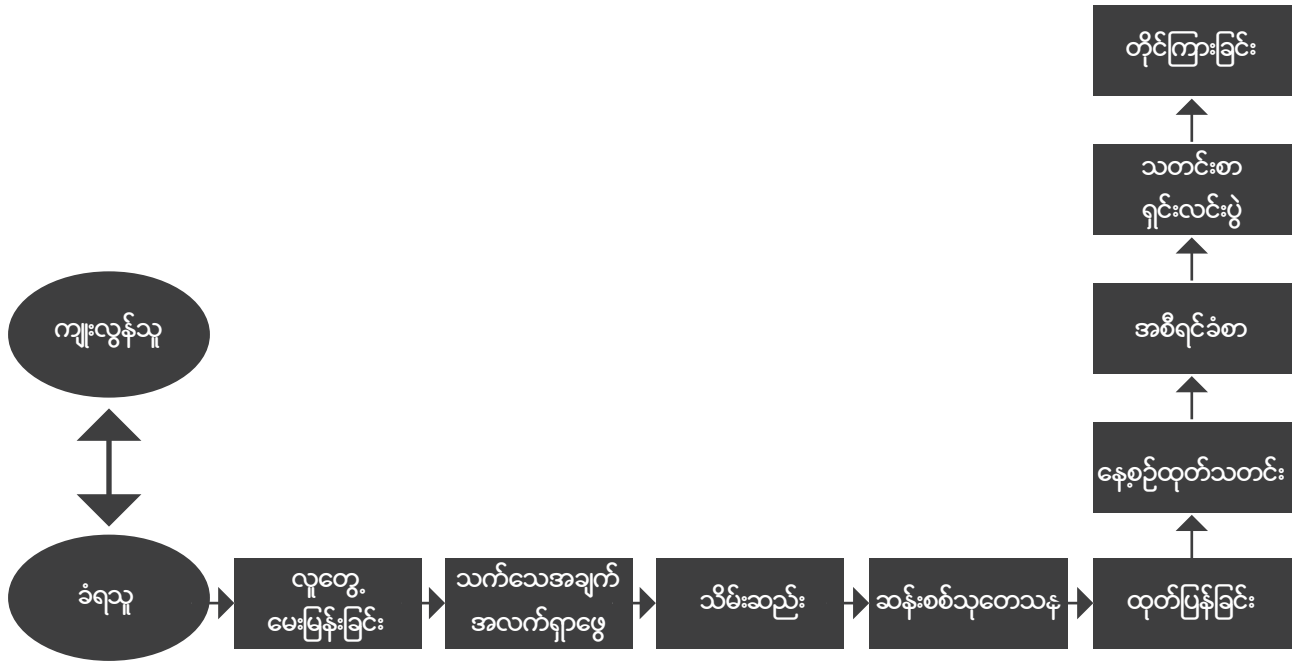 တိုင်ကြားခြင်း
သတင်းစာ
ရှင်းလင်းပွဲ
အစီရင်ခံစာ
နေ့စဉ်ထုတ်သတင်း
ကျူးလွန်သူ
ခံရသူ
လူတွေ့
မေးမြန်းခြင်း
သက်သေအချက်
အလက်ရှာဖွေ
သိမ်းဆည်း
ဆန်းစစ်သုတေသန
ထုတ်ပြန်ခြင်း